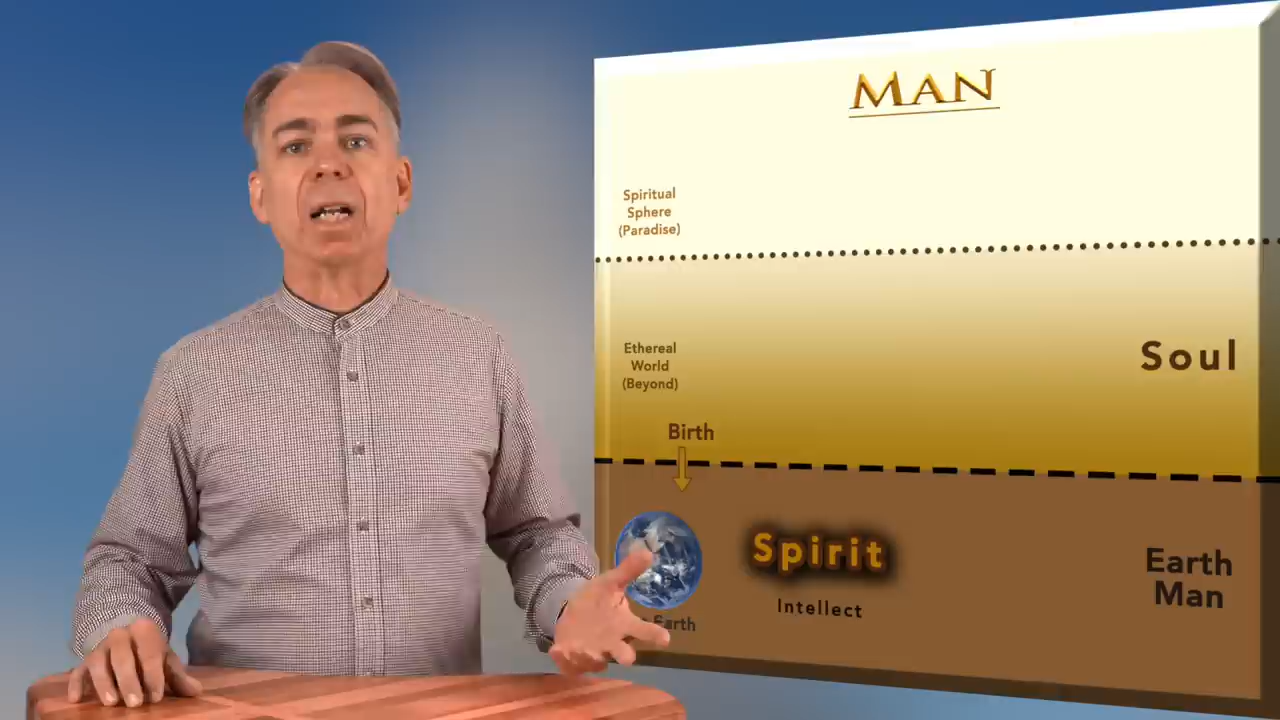 MAN
Spiritual
Sphere
(Paradise)
Ethereal
World
(Beyond)
Soul
Birth
Spirit
Intellect
Earth
Earth
Man